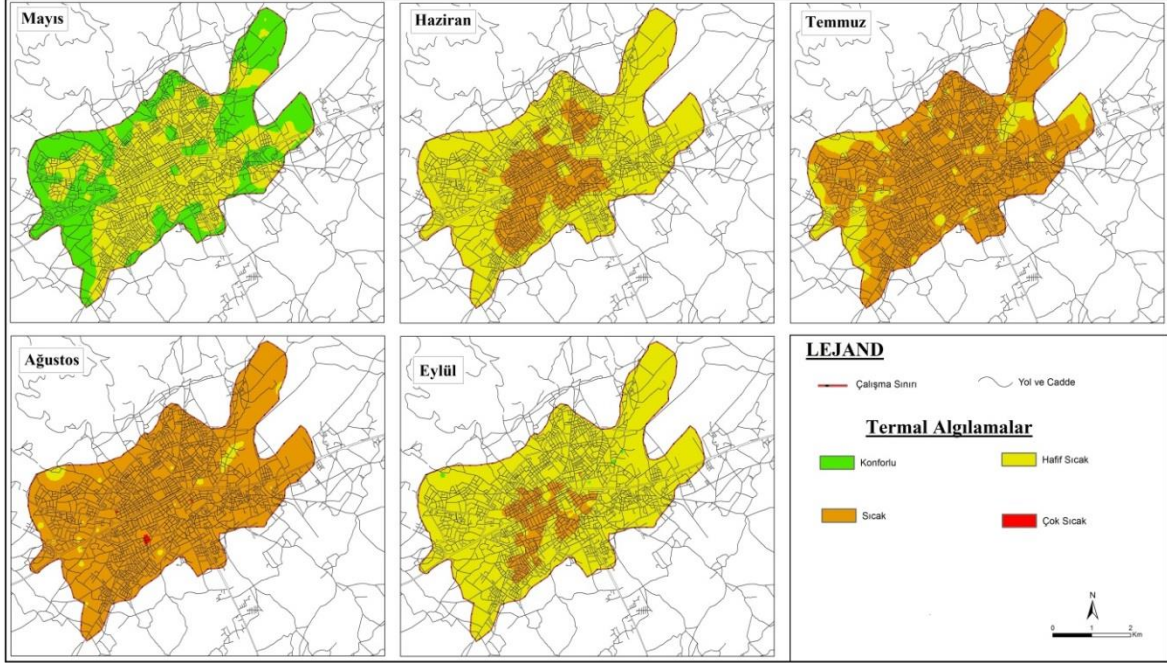 Mayıs
Haziran
Temmuz
Ağustos
Eylül
LEJAND
Çalışma Sınırı
Yol ve Cadde
Termal Algılamalar
Konforlu
Hafif Sıcak
Sıcak
Çok Sıcak
N
0 1 2
Km